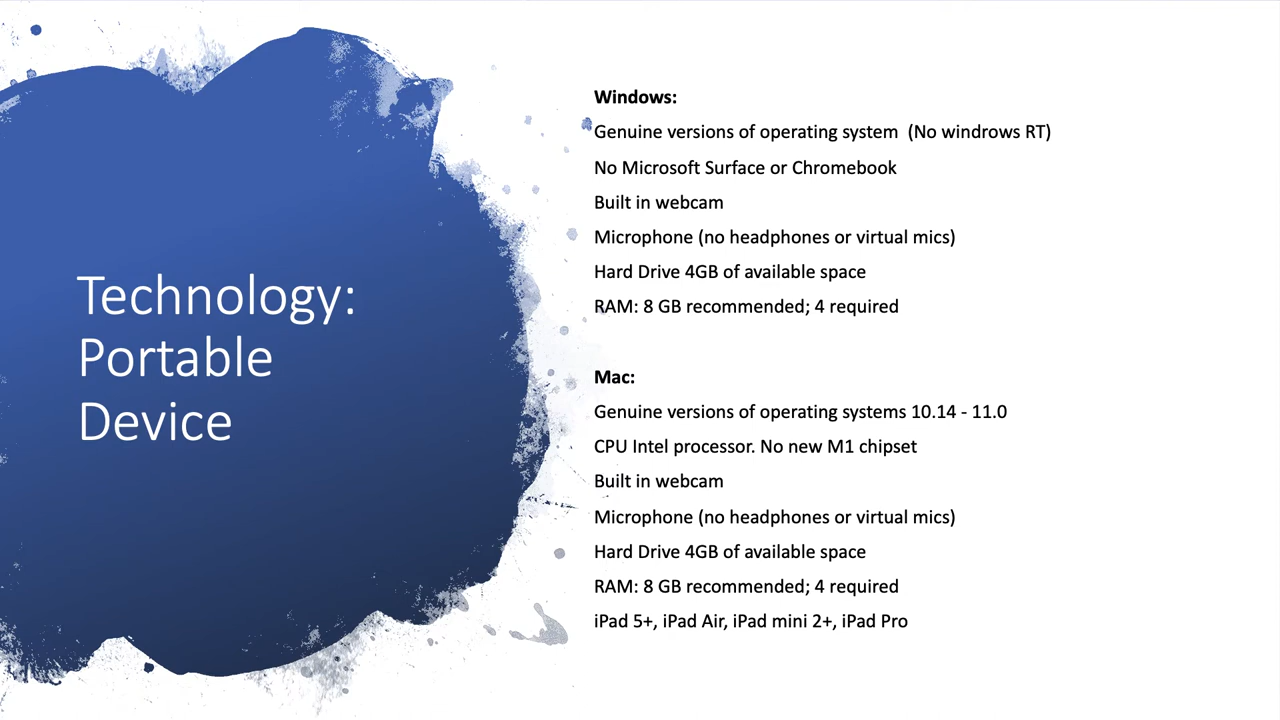 Technology:
Portable
Device
Windows:
Genuine versions of operating system  (No windrows RT)
No Microsoft Surface or Chromebook
Built in webcam
Microphone (no headphones or virtual mics)
Hard Drive 4GB of available space
RAM: 8 GB recommended; 4 required
Mac:
Genuine versions of operating systems 10.14 - 11.0
CPU Intel processor. No new M1 chipset
Built in webcam
Microphone (no headphones or virtual mics)
Hard Drive 4GB of available space
RAM: 8 GB recommended; 4 required
iPad 5+, iPad Air, iPad mini 2+, iPad Pro